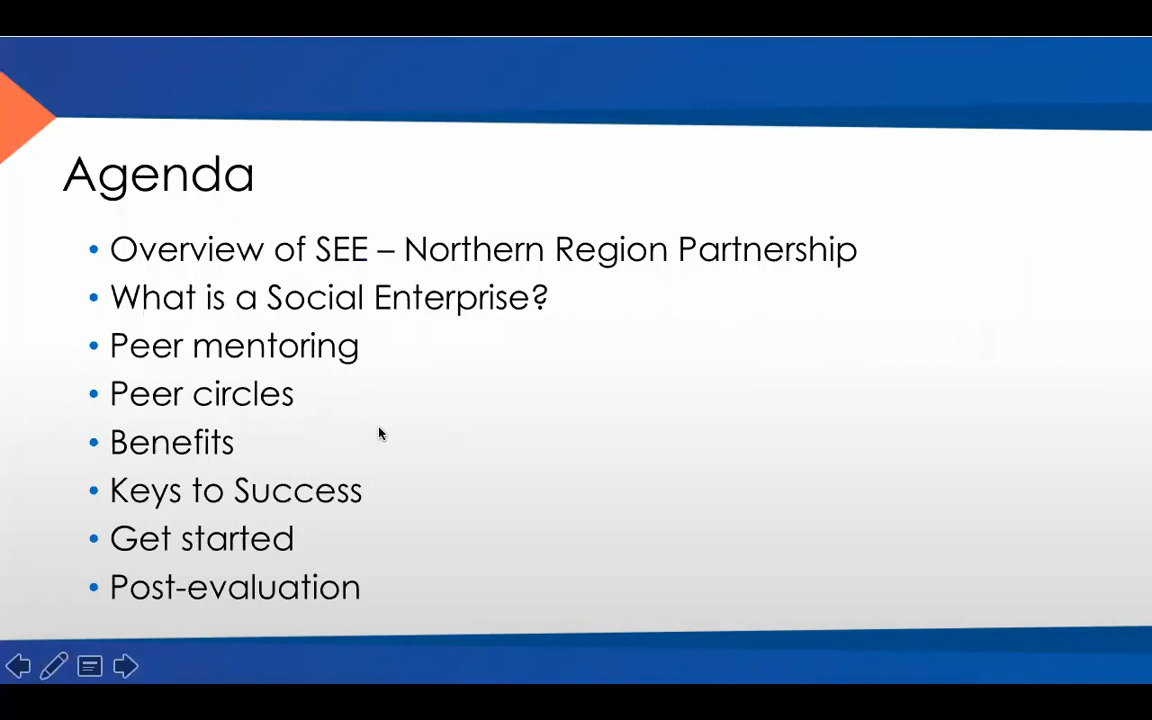 Agenda
• Overview of SEE – Northern Region Partnership
• What is a Social Enterprise?
• Peer mentoring
• Peer circles
• Benefits
• Keys to Success
• Get started
• Post-evaluation